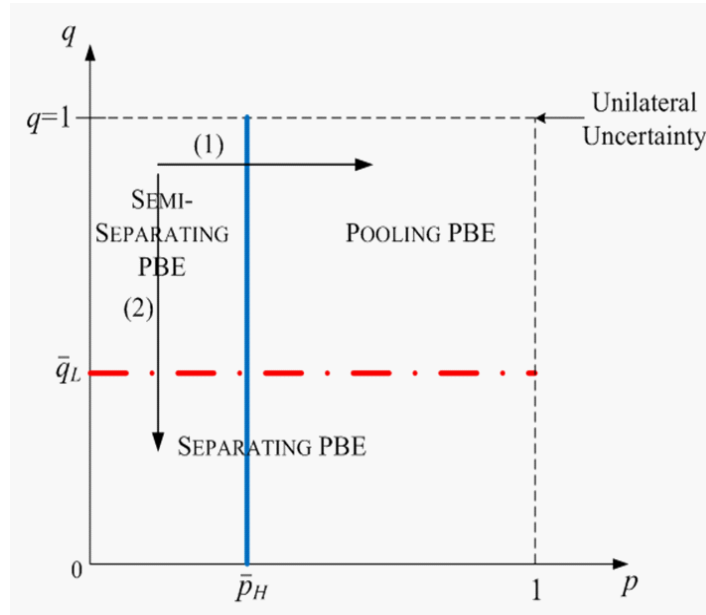 q
q=1
Unilateral
Uncertainty
(1)
SEMI-
SEPARATING
PBE
POOLING PBE
(2)
q̄L
SEPARATING PBE
0
p̄H
1
p